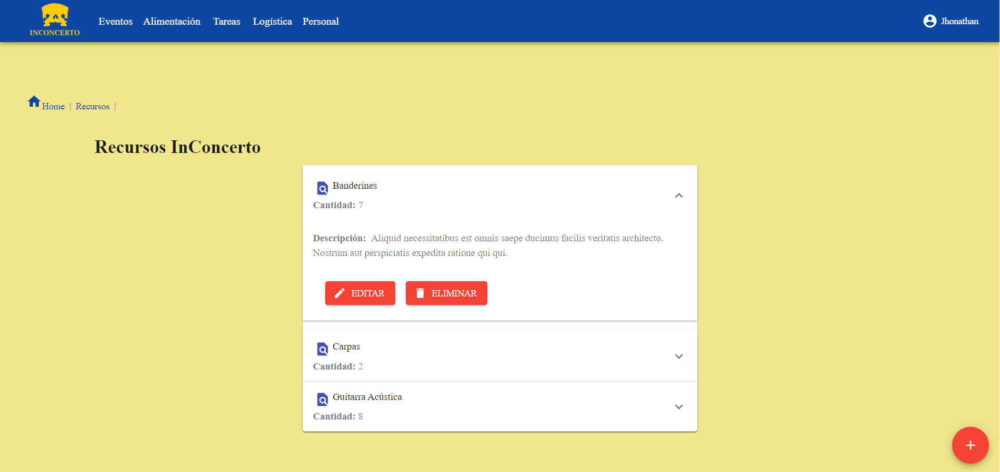 INCONCERTO
Eventos Alimentación Tareas Logística Personal Jhonathan
Home | Recursos |
Recursos InConcerto
Banderines
Cantidad: 7
Descripción: Aliquid necessitatibus est omnis saepe ducimus facilis veritatis architecto.
Nostrum aut perspiciatis expedita ratione qui qui.
EDITAR ELIMINAR
Carpas
Cantidad: 2
Guitarra Acústica
Cantidad: 8